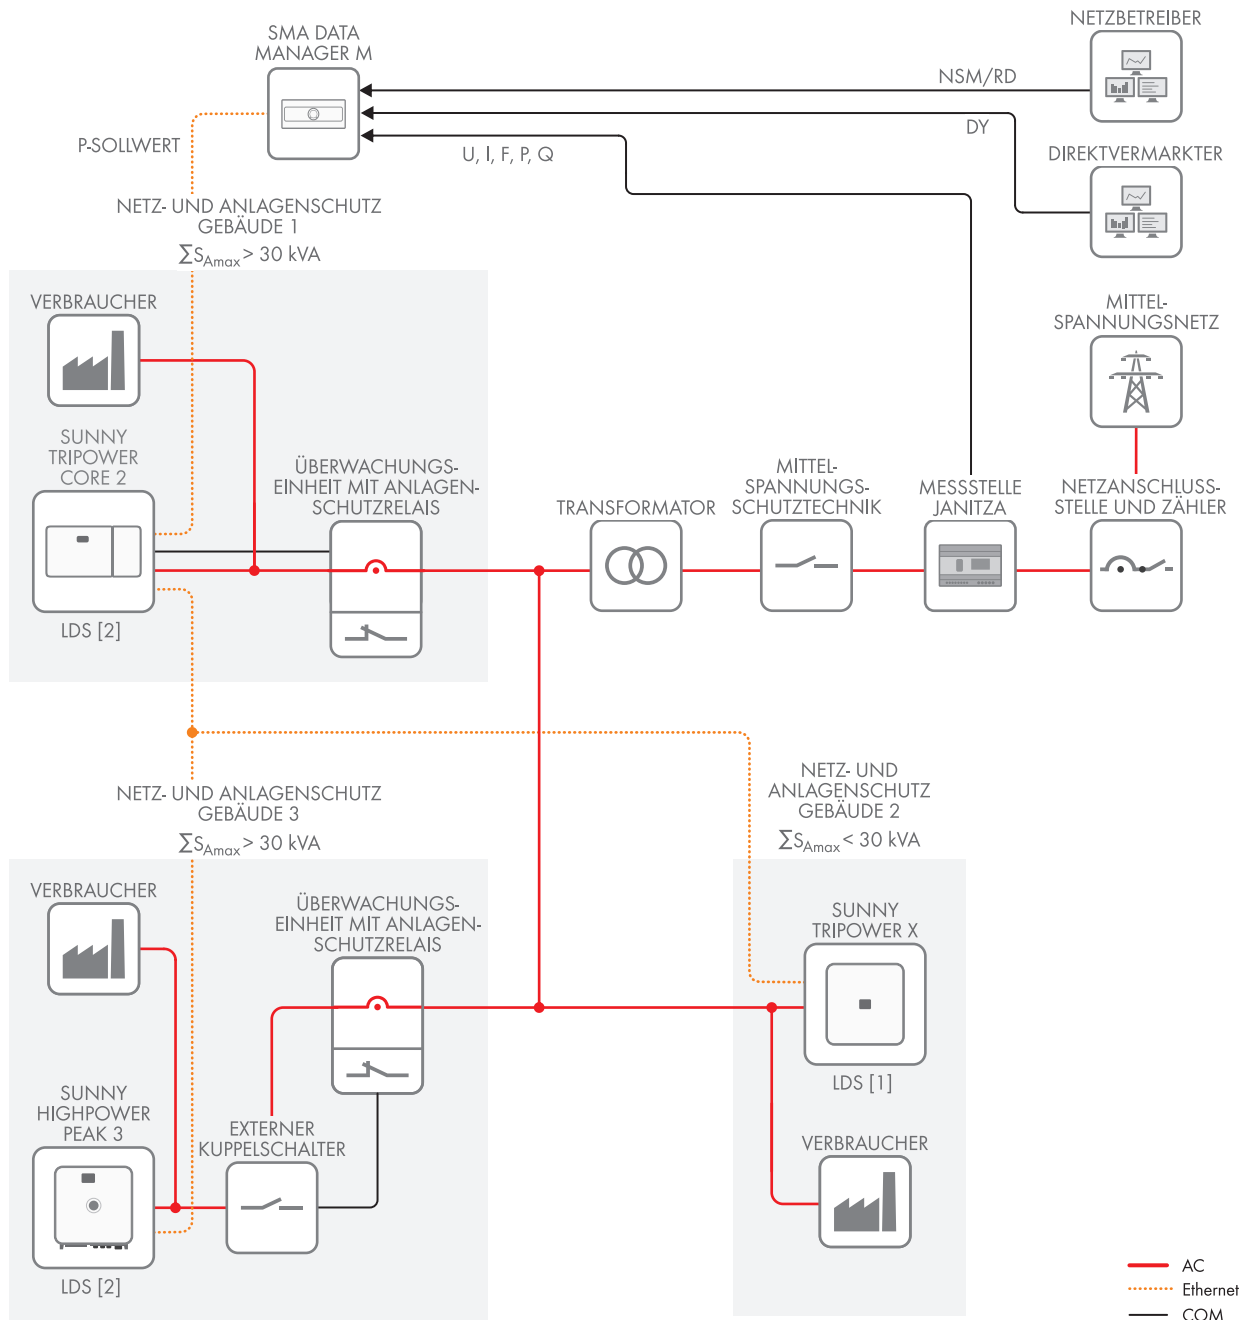 SMA DATA
MANAGER M
NETZBETREIBER
NSM/RD
DY
P-SOLLWERT
U, I, F, P, Q
DIREKTVERMARKTER
NETZ- UND ANLAGENSCHUTZ
GEBÄUDE 1
∑S_Amax > 30 kVA
VERBRAUCHER
MITTEL-
SPANNUNGSNETZ
SUNNY
TRIPOWER
CORE 2
ÜBERWACHUNGS-
EINHEIT MIT ANLAGEN-
SCHUTZRELAIS
TRANSFORMATOR
MITTEL-
SPANNUNGS-
SCHUTZTECHNIK
MESSSTELLE
JANITZA
NETZANSCHLUSS-
STELLE UND ZÄHLER
LDS [2]
NETZ- UND ANLAGENSCHUTZ
GEBÄUDE 3
∑S_Amax > 30 kVA
NETZ- UND
ANLAGENSCHUTZ
GEBÄUDE 2
∑S_Amax < 30 kVA
VERBRAUCHER
ÜBERWACHUNGS-
EINHEIT MIT ANLAGEN-
SCHUTZRELAIS
SUNNY
TRIPOWER X
LDS [1]
SUNNY
HIGHPOWER
PEAK 3
EXTERNER
KUPPELSCHALTER
VERBRAUCHER
LDS [2]
AC
Ethernet
COM